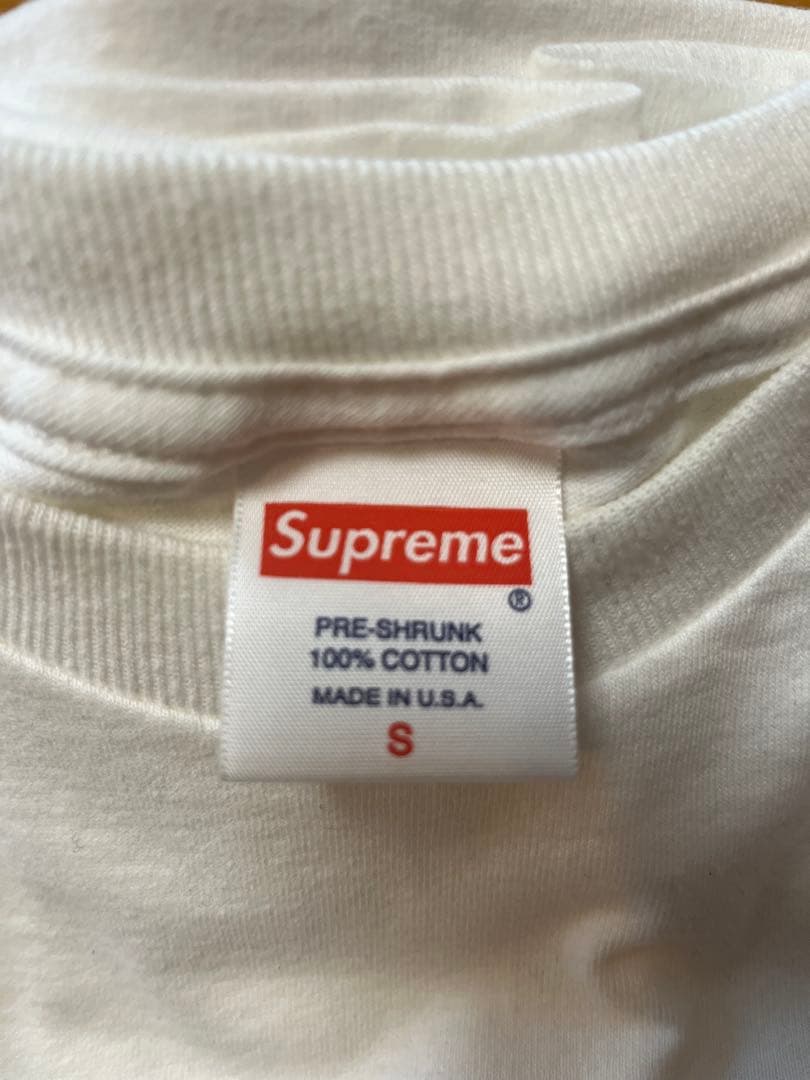 Supreme
®
PRE-SHRUNK
100% COTTON
MADE IN U.S.A.
S